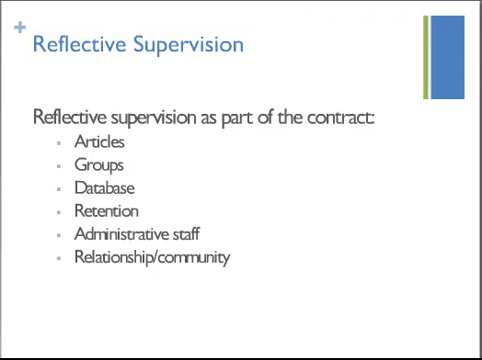 +
Reflective Supervision
Reflective supervision as part of the contract:
Articles
Groups
Database
Retention
Administrative staff
Relationship/community